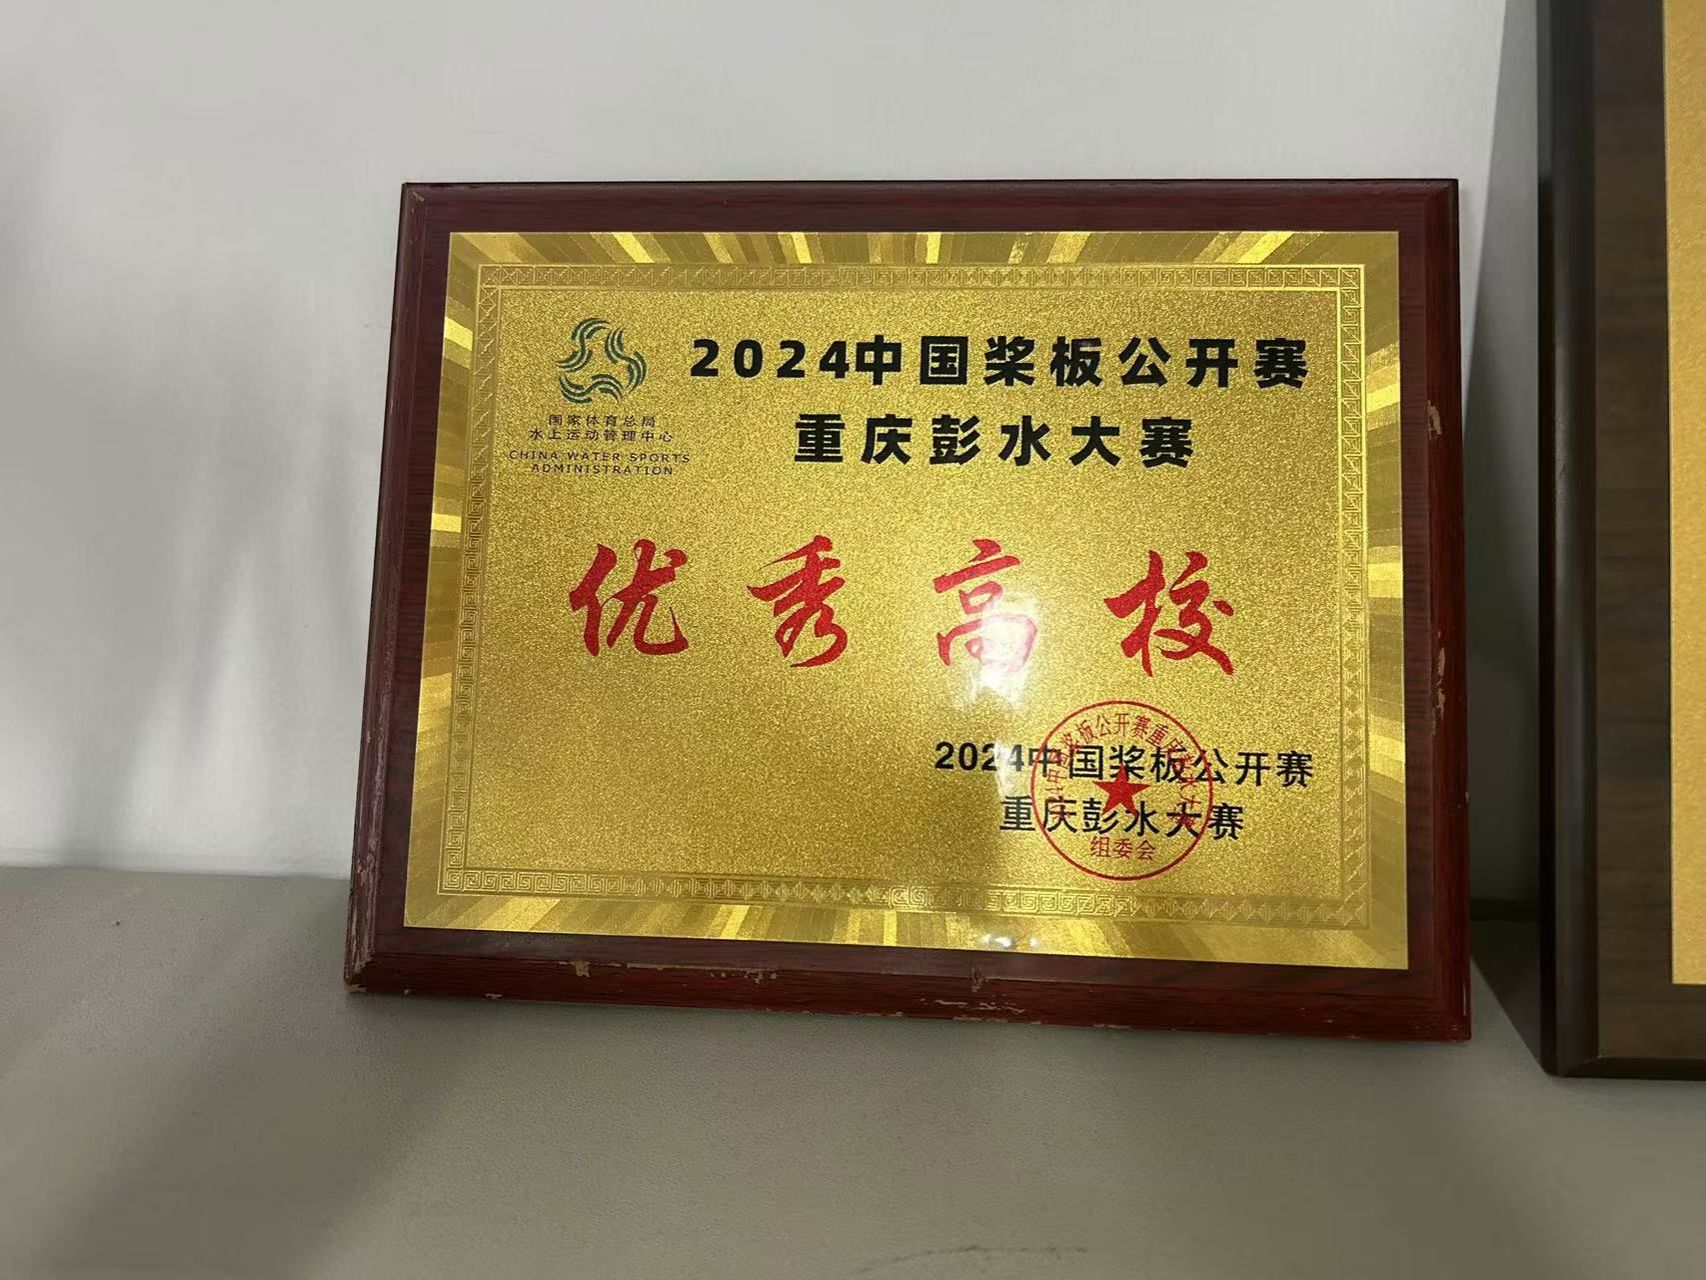 2024中国桨板公开赛
重庆彭水大赛
国家体育总局
水上运动管理中心
CHINA WATER SPORTS
ADMINISTRATION
优秀高校
2024中国桨板公开赛
重庆彭水大赛
组委会